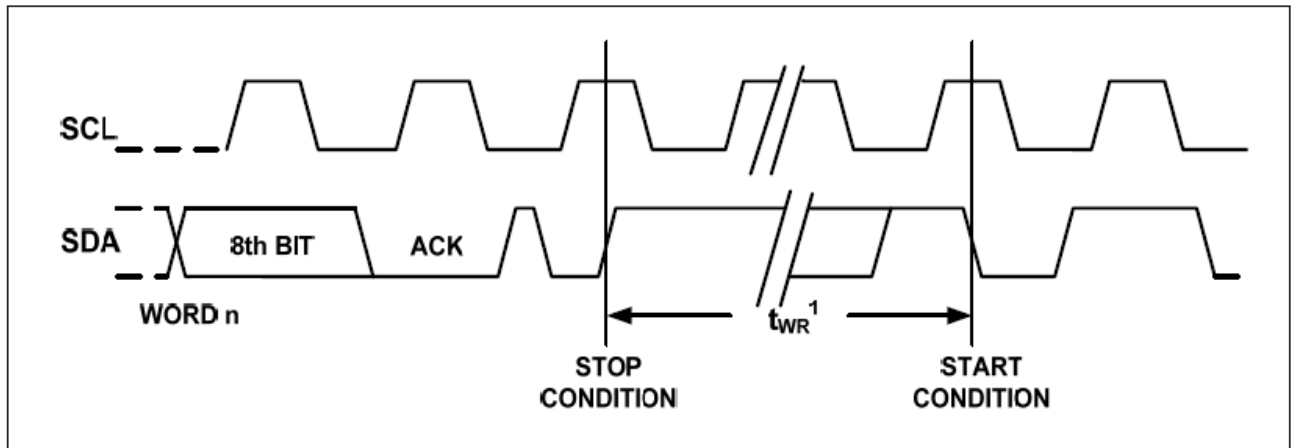 SCL
SDA
8th BIT
ACK
WORD n
tWR1
STOP
CONDITION
START
CONDITION